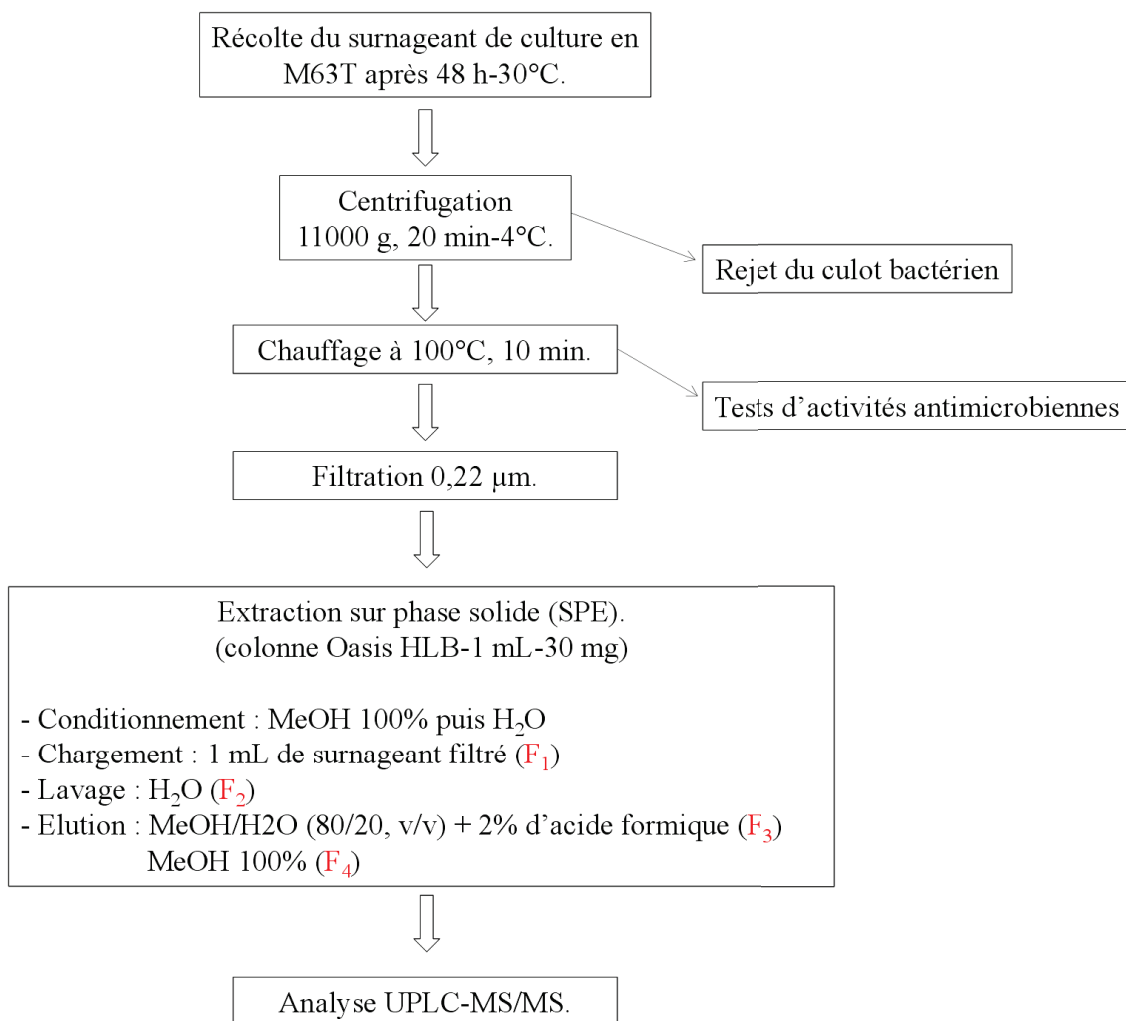 Récolte du surnageant de culture en
M63T après 48 h-30°C.
Centrifugation
11000 g, 20 min-4°C.
Rejet du culot bactérien
Chauffage à 100°C, 10 min.
Tests d’activités antimicrobiennes
Filtration 0,22 µm.
Extraction sur phase solide (SPE).
(colonne Oasis HLB-1 mL-30 mg)
- Conditionnement : MeOH 100% puis H₂O
- Chargement : 1 mL de surnageant filtré (F₁)
- Lavage : H₂O (F₂)
- Elution : MeOH/H2O (80/20, v/v) + 2% d’acide formique (F₃)
MeOH 100% (F₄)
Analyse UPLC-MS/MS.